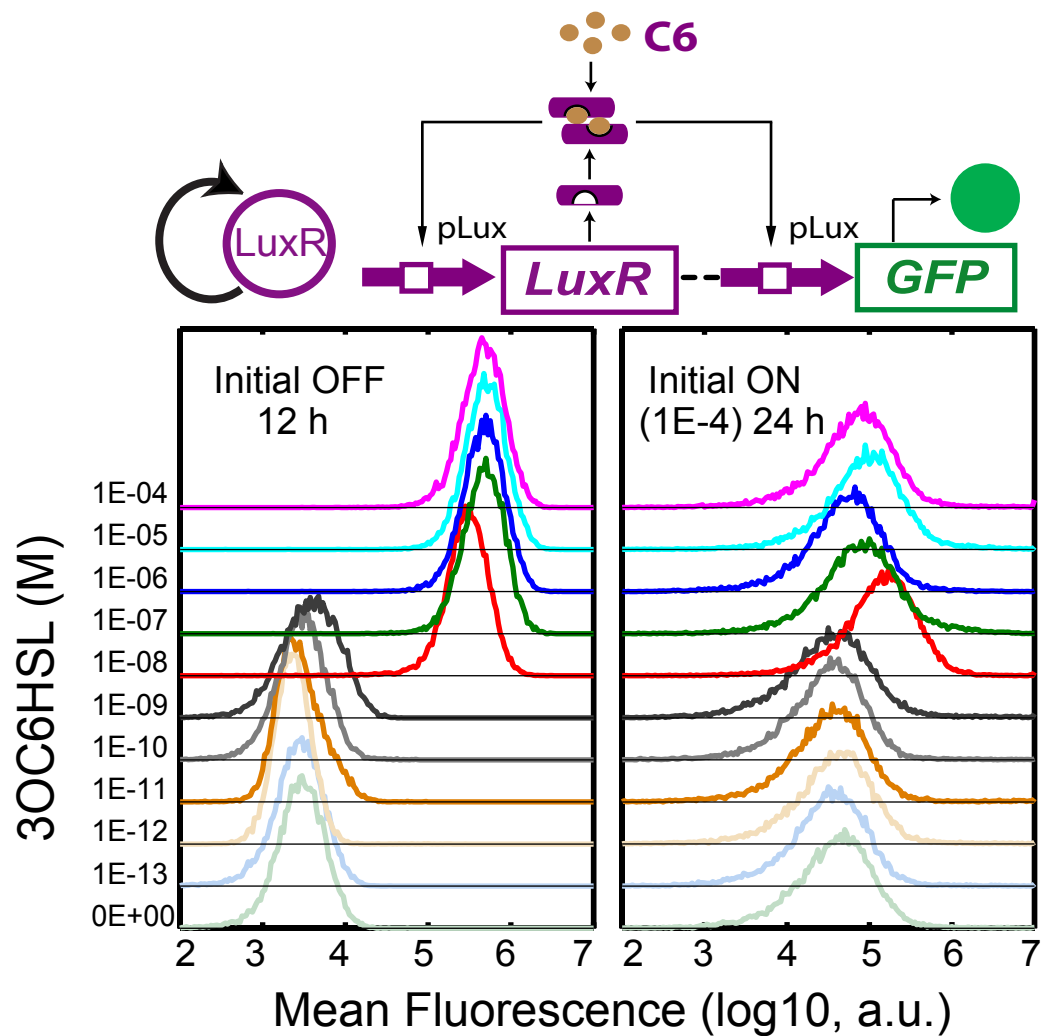 C6
pLux
pLux
LuxR
LuxR
GFP
Initial OFF
12 h
Initial ON
(1E-4) 24 h
3OC6HSL (M)
1E-04
1E-05
1E-06
1E-07
1E-08
1E-09
1E-10
1E-11
1E-12
1E-13
0E+00
2 3 4 5 6 7
2 3 4 5 6 7
Mean Fluorescence (log10, a.u.)